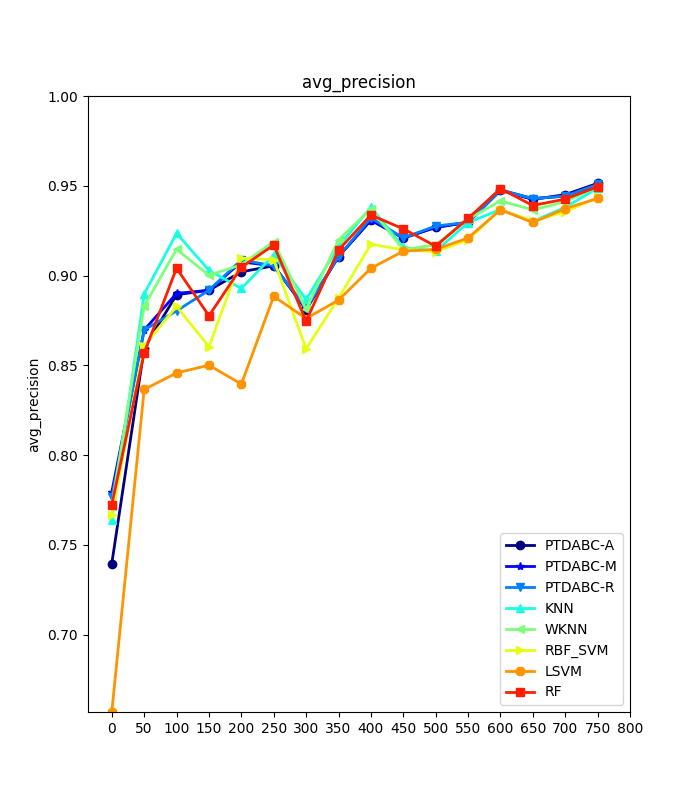 avg_precision
1.00
0.95
0.90
0.85
0.80
0.75
0.70
avg_precision
PTDABC-A
PTDABC-M
PTDABC-R
KNN
WKNN
RBF_SVM
LSVM
RF
0 50 100 150 200 250 300 350 400 450 500 550 600 650 700 750 800